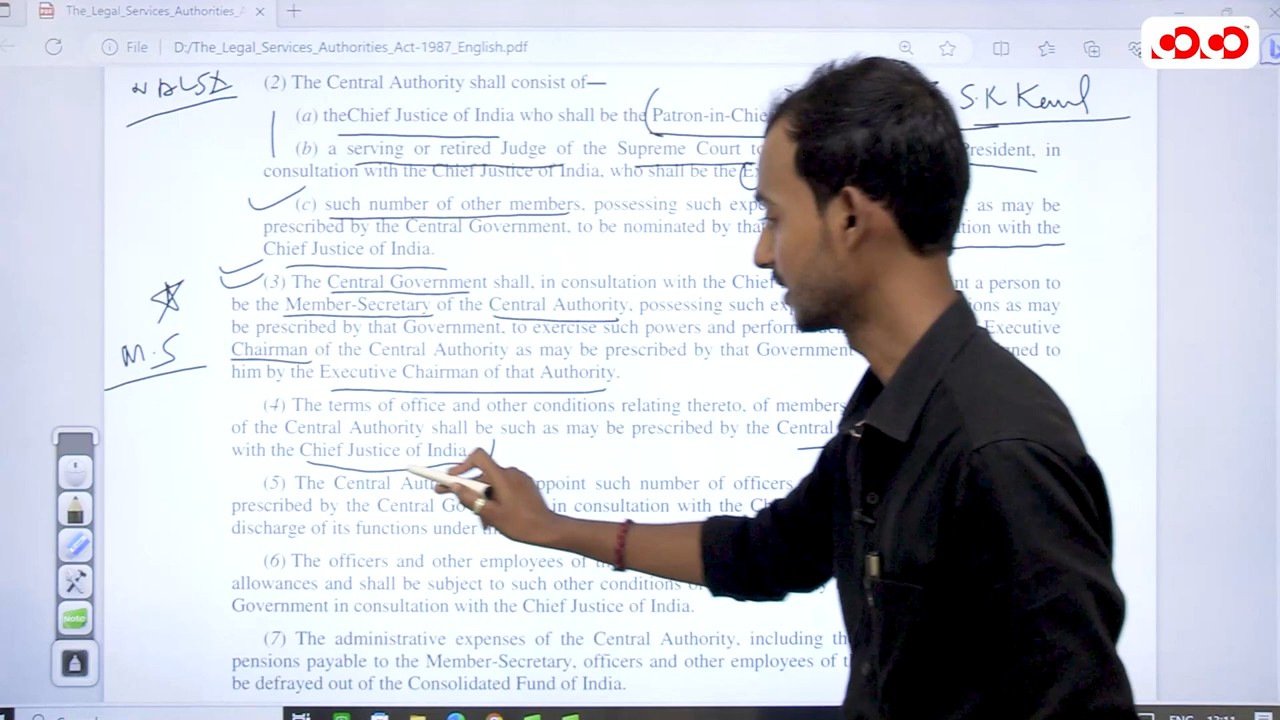 The_Legal_Services_Authorities_
File D:/The_Legal_Services_Authorities_Act-1987_English.pdf
(2) The Central Authority shall consist of—
S.K Kaul
(a) theChief Justice of India who shall be the Patron-in-Chie
(b) a serving or retired Judge of the Supreme Court to President, in
consultation with the Chief Justice of India, who shall be the
(c) such number of other members, possessing such exp as may be
prescribed by the Central Government, to be nominated by tha tion with the
Chief Justice of India.
(3) The Central Government shall, in consultation with the Chief nt a person to
be the Member-Secretary of the Central Authority, possessing such ex ions as may
be prescribed by that Government, to exercise such powers and perform Executive
M.S
Chairman of the Central Authority as may be prescribed by that Government ned to
him by the Executive Chairman of that Authority.
(4) The terms of office and other conditions relating thereto, of members
of the Central Authority shall be such as may be prescribed by the Central
with the Chief Justice of India.
(5) The Central Aut ppoint such number of officers
prescribed by the Central Go in consultation with the Ch
discharge of its functions under
(6) The officers and other employees of
allowances and shall be subject to such other conditions
Government in consultation with the Chief Justice of India.
(7) The administrative expenses of the Central Authority, including th
pensions payable to the Member-Secretary, officers and other employees of t
be defrayed out of the Consolidated Fund of India.
Note
ENG